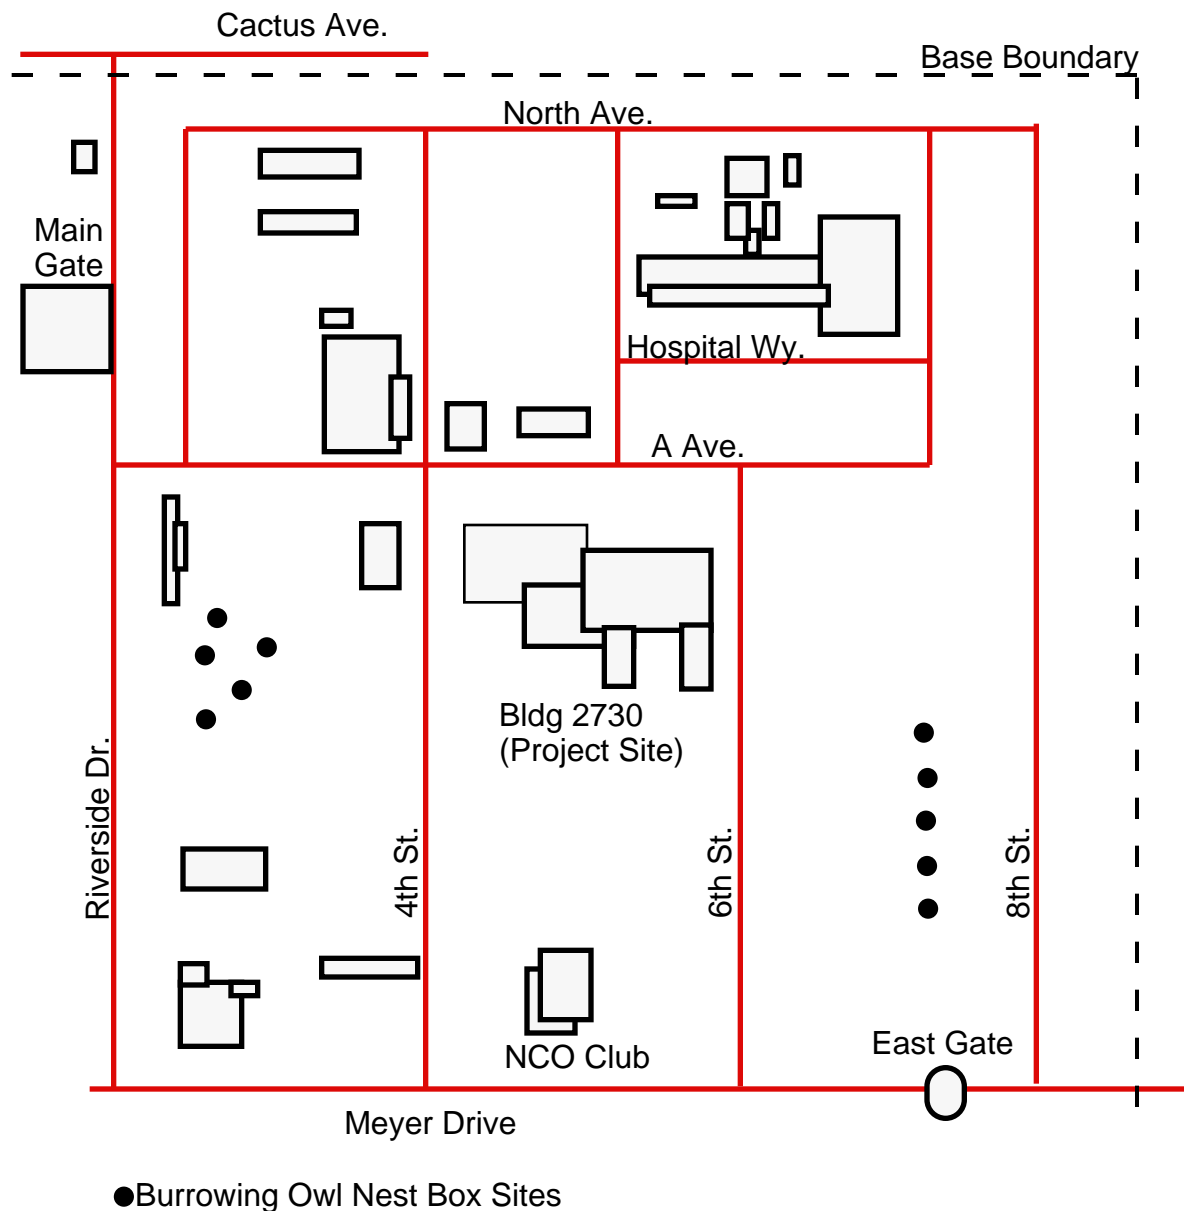 Cactus Ave.
Base Boundary
North Ave.
Main
Gate
Hospital Wy.
A Ave.
Bldg 2730
(Project Site)
Riverside Dr.
4th St.
6th St.
8th St.
NCO Club
East Gate
Meyer Drive
Burrowing Owl Nest Box Sites